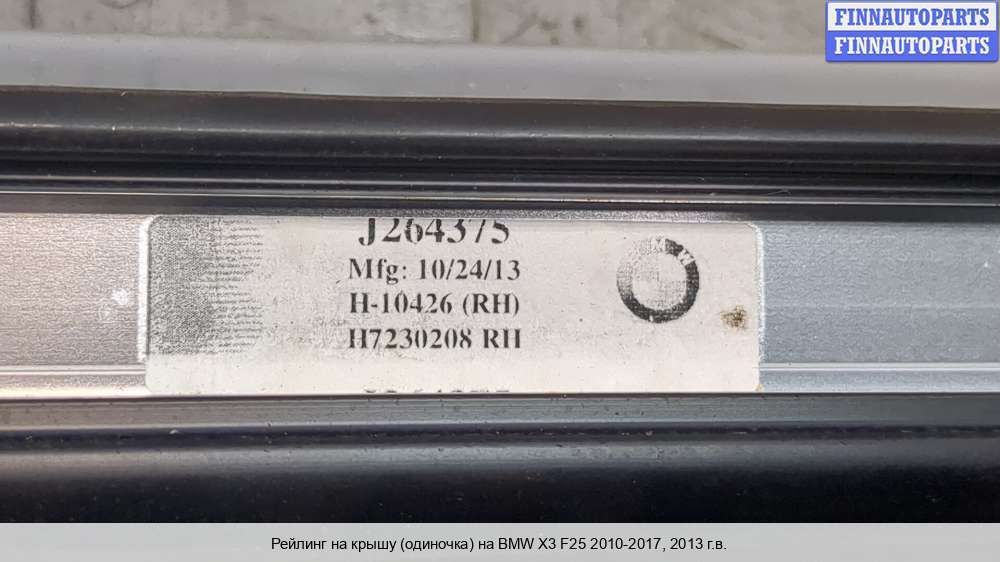 FINNAUTOPARTS
FINNAUTOPARTS
J264375
Mfg: 10/24/13
H-10426 (RH)
H7230208 RH
Рейлинг на крышу (одиночка) на BMW X3 F25 2010-2017, 2013 г.в.